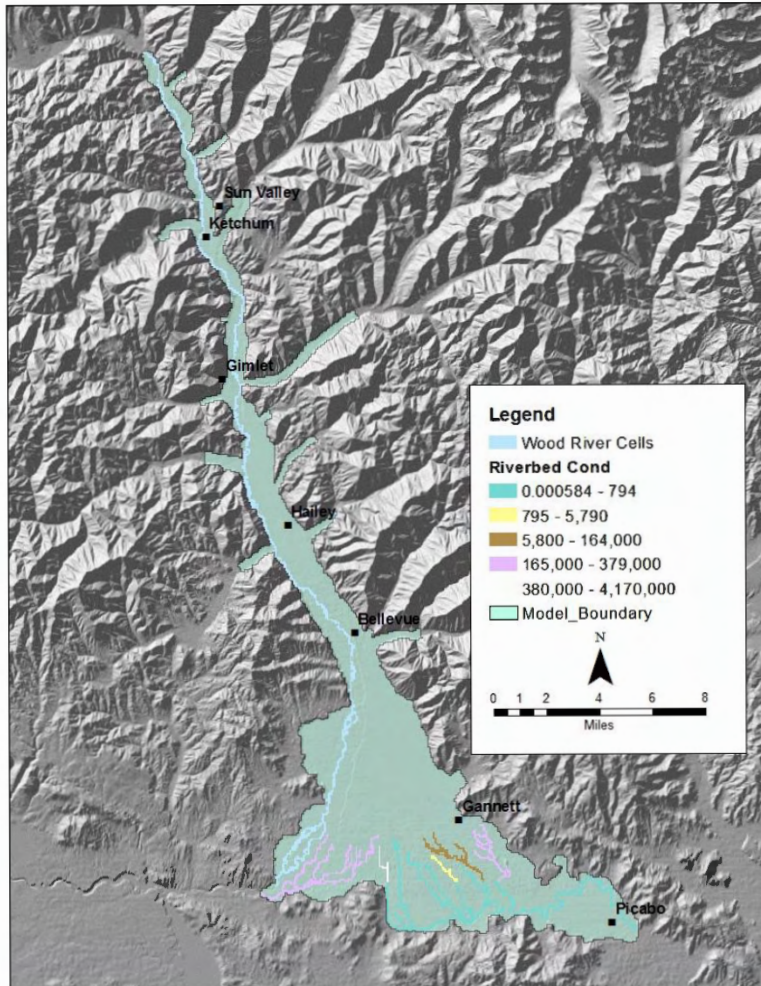 Sun Valley
Ketchum
Gimlet
Hailey
Bellevue
Gannett
Picabo
Legend
Wood River Cells
Riverbed Cond
0.000584 - 794
795 - 5,790
5,800 - 164,000
165,000 - 379,000
380,000 - 4,170,000
Model_Boundary
N
0 1 2 4 6 8
Miles